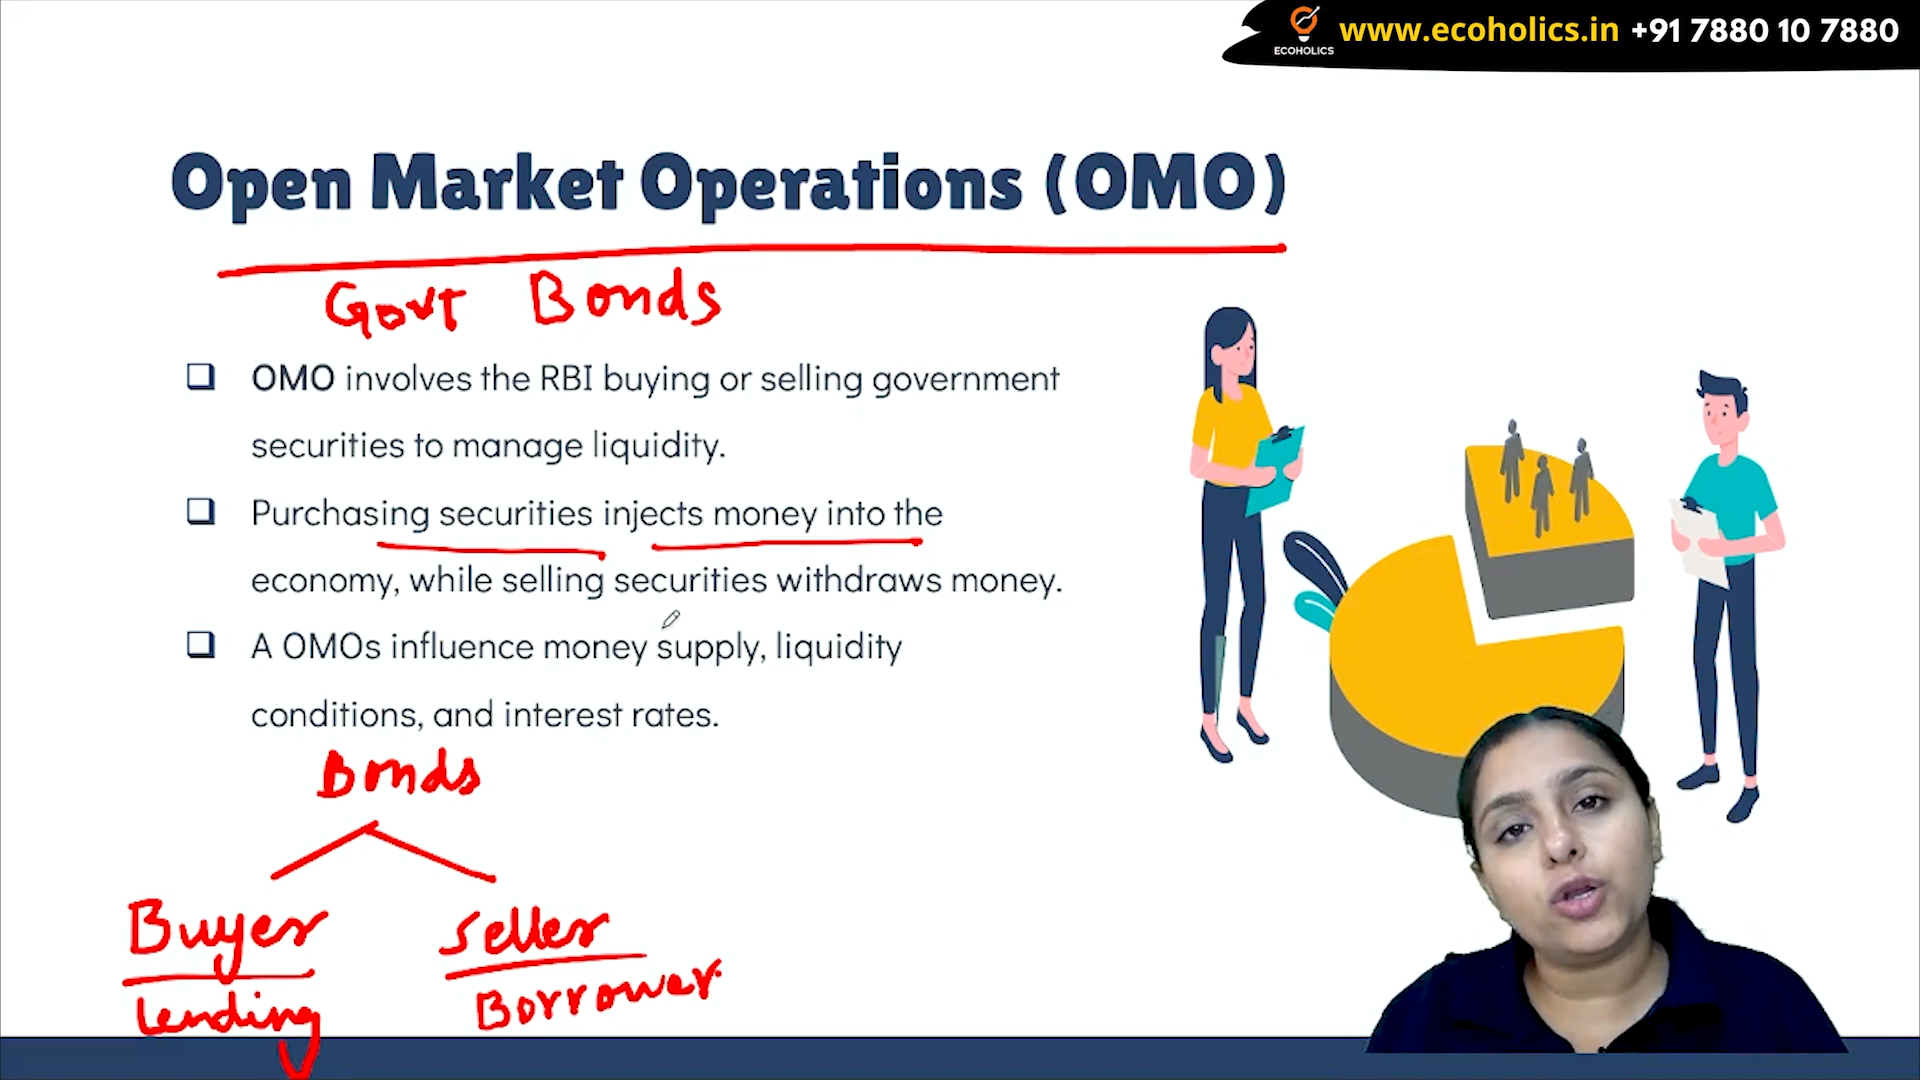 www.ecoholics.in +91 7880 10 7880
ECOHOLICS
Open Market Operations (OMO)
Govt Bonds
OMO involves the RBI buying or selling government
securities to manage liquidity.
Purchasing securities injects money into the
economy, while selling securities withdraws money.
A OMOs influence money supply, liquidity
conditions, and interest rates.
Bonds
Buyer Seller
Lending Borrower